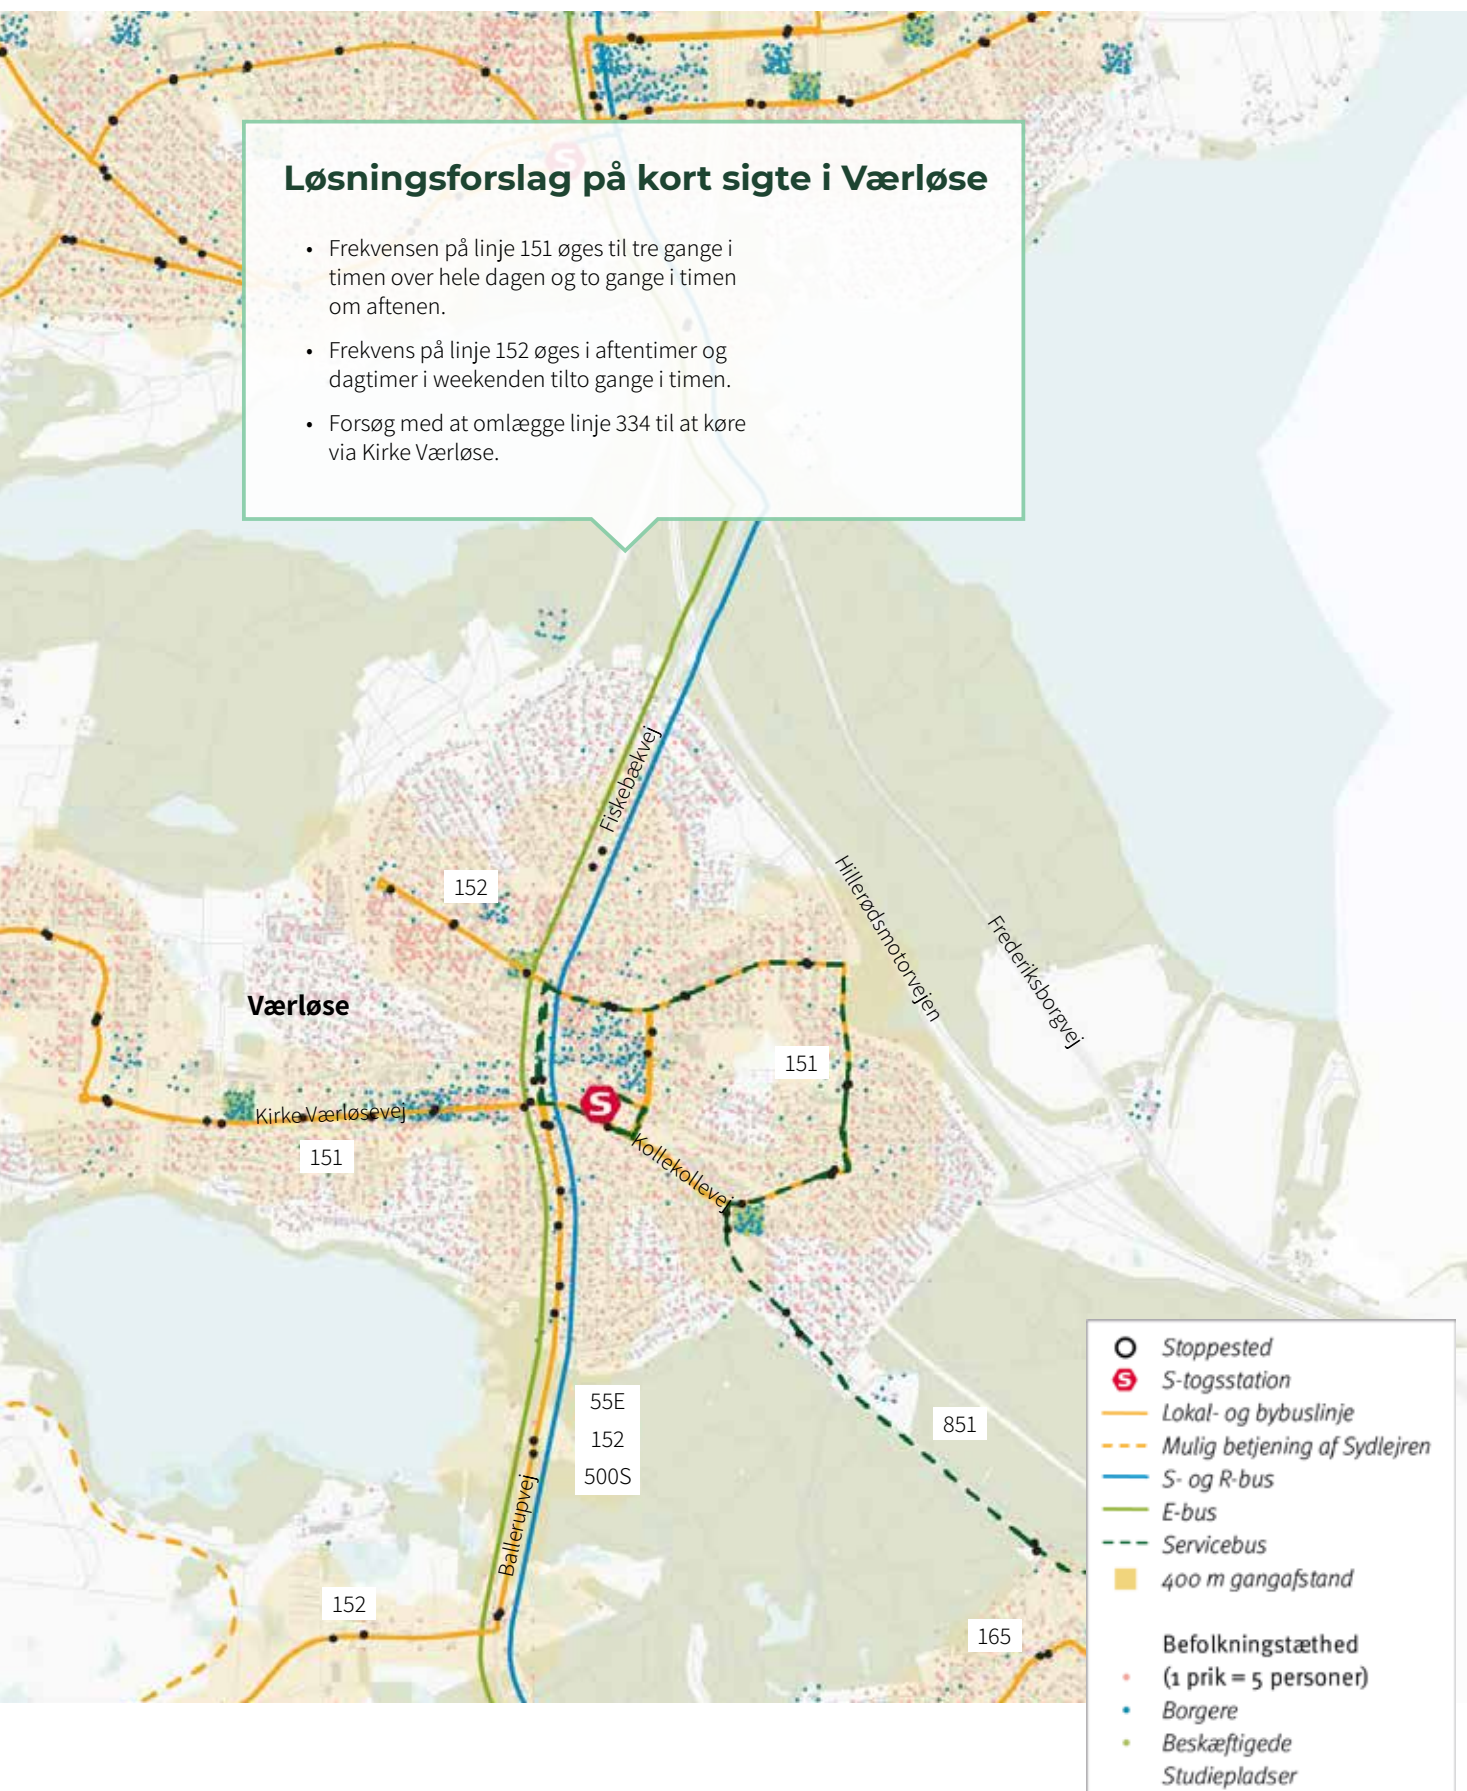 Løsningsforslag på kort sigte i Værløse
• Frekvensen på linje 151 øges til tre gange i
timen over hele dagen og to gange i timen
om aftenen.
• Frekvens på linje 152 øges i aftentimer og
dagtimer i weekenden tilto gange i timen.
• Forsøg med at omlægge linje 334 til at køre
via Kirke Værløse.
Fiskebækvej
152
Hillerødsmotorvejen
Frederiksborgvej
Værløse
151
S
Kirke Værløsevej
151
Kollekollevej
55E
152
500S
851
Ballerupvej
152
165
Stoppested
S S-togsstation
Lokal- og bybuslinje
Mulig betjening af Sydlejren
S- og R-bus
E-bus
Servicebus
400 m gangafstand
Befolkningstæthed
(1 prik = 5 personer)
Borgere
Beskæftigede
Studiepladser